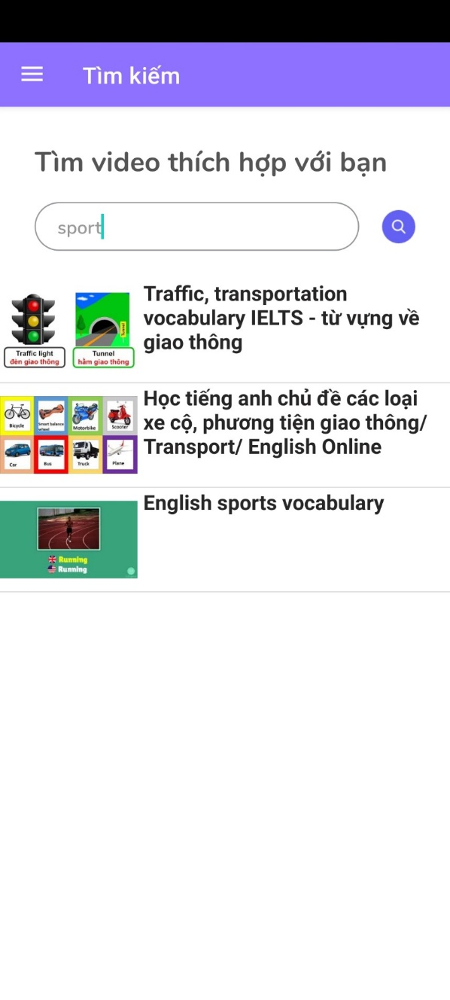 Tìm kiếm
Tìm video thích hợp với bạn
sport
Traffic, transportation
vocabulary IELTS - từ vựng về
giao thông
Traffic light
đèn giao thông
Tunnel
Tunnel
hầm giao thông
Học tiếng anh chủ đề các loại
xe cộ, phương tiện giao thông/
Transport/ English Online
Bicycle
Smart balance
wheel
Motorbike
Scooter
Car
Bus
Truck
Plane
English sports vocabulary
Running
Running